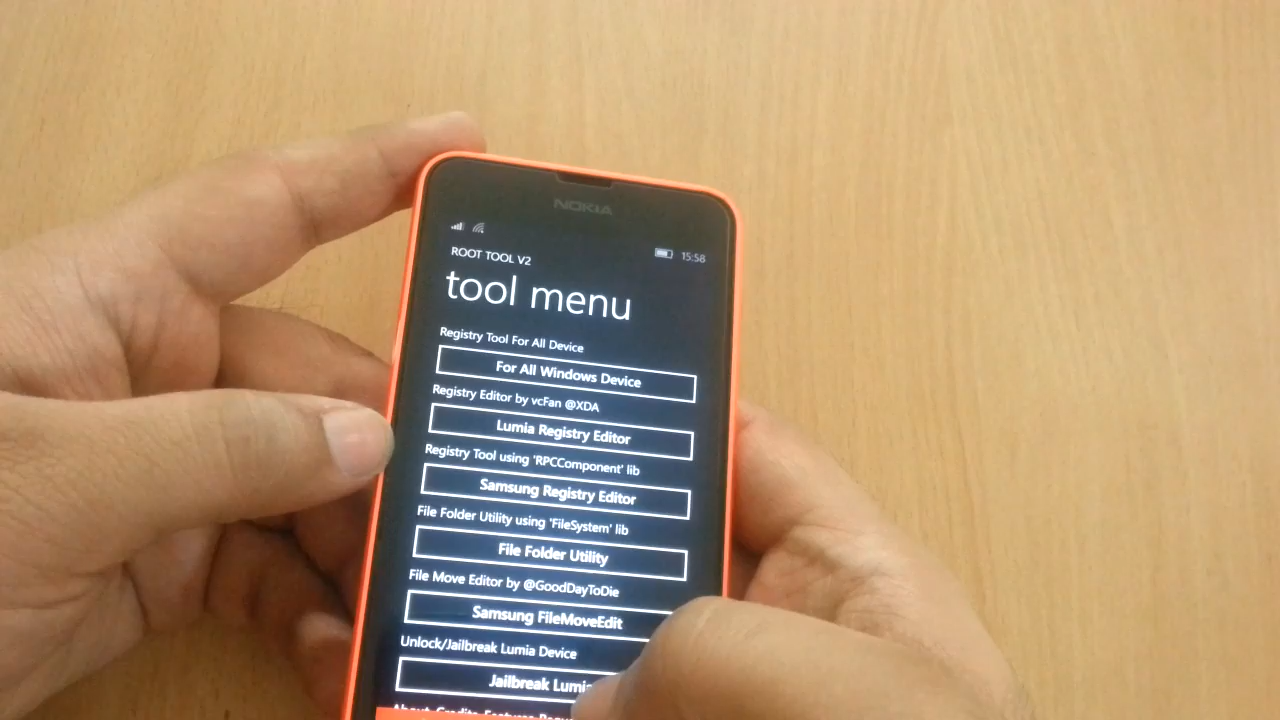 NOKIA
15:58
ROOT TOOL V2
tool menu
Registry Tool For All Device
For All Windows Device
Registry Editor by vcFan @XDA
Lumia Registry Editor
Registry Tool using 'RPCComponent' lib
Samsung Registry Editor
File Folder Utility using 'FileSystem' lib
File Folder Utility
File Move Editor by @GoodDayToDie
Samsung FileMoveEdit
Unlock/Jailbreak Lumia Device
Jailbreak Lumia